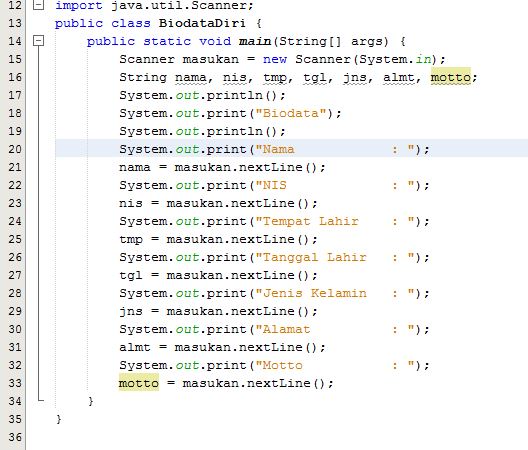 12 import java.util.Scanner;
13 public class BiodataDiri {
14     public static void main(String[] args) {
15         Scanner masukan = new Scanner(System.in);
16         String nama, nis, tmp, tgl, jns, almt, motto;
17         System.out.println();
18         System.out.print("Biodata");
19         System.out.println();
20         System.out.print("Nama            : ");
21         nama = masukan.nextLine();
22         System.out.print("NIS             : ");
23         nis = masukan.nextLine();
24         System.out.print("Tempat Lahir    : ");
25         tmp = masukan.nextLine();
26         System.out.print("Tanggal Lahir   : ");
27         tgl = masukan.nextLine();
28         System.out.print("Jenis Kelamin   : ");
29         jns = masukan.nextLine();
30         System.out.print("Alamat          : ");
31         almt = masukan.nextLine();
32         System.out.print("Motto           : ");
33         motto = masukan.nextLine();
34     }
35 }
36